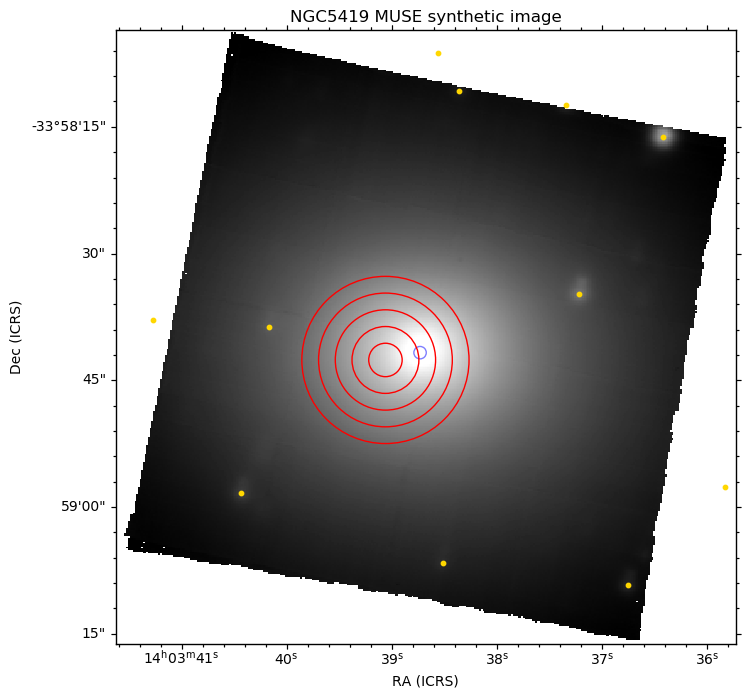 NGC5419 MUSE synthetic image
-33°58'15"
30"
45"
59'00"
15"
Dec (ICRS)
14ʰ03ᵐ41ˢ 40ˢ 39ˢ 38ˢ 37ˢ 36ˢ
RA (ICRS)